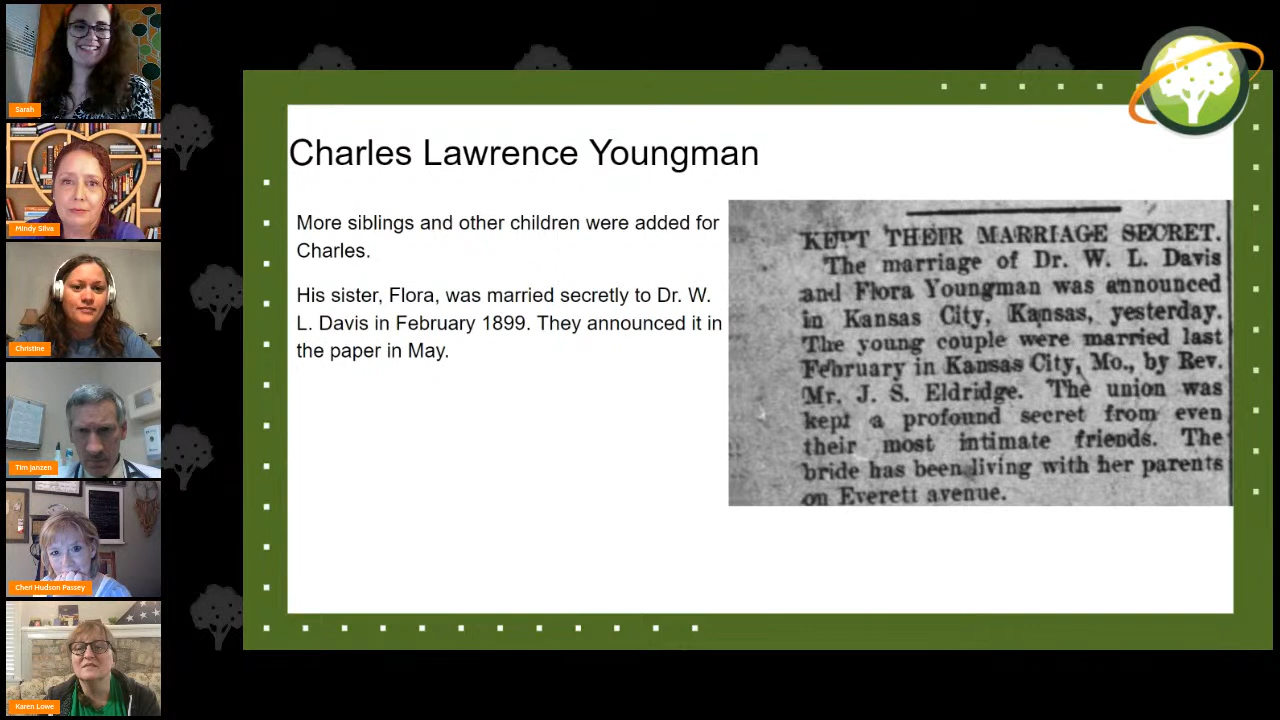 Sarah
Mindy Silva
Christine
Tim Janzen
Cheri Hudson Passey
Karen Lowe
Charles Lawrence Youngman
More siblings and other children were added for
Charles.
His sister, Flora, was married secretly to Dr. W.
L. Davis in February 1899. They announced it in
the paper in May.
KEPT THEIR MARRIAGE SECRET.
The marriage of Dr. W. L. Davis
and Flora Youngman was announced
in Kansas City, Kansas, yesterday.
The young couple were married last
February in Kansas City, Mo., by Rev.
Mr. J. S. Eldridge. The union was
kept a profound secret from even
their most intimate friends. The
bride has been living with her parents
on Everett avenue.